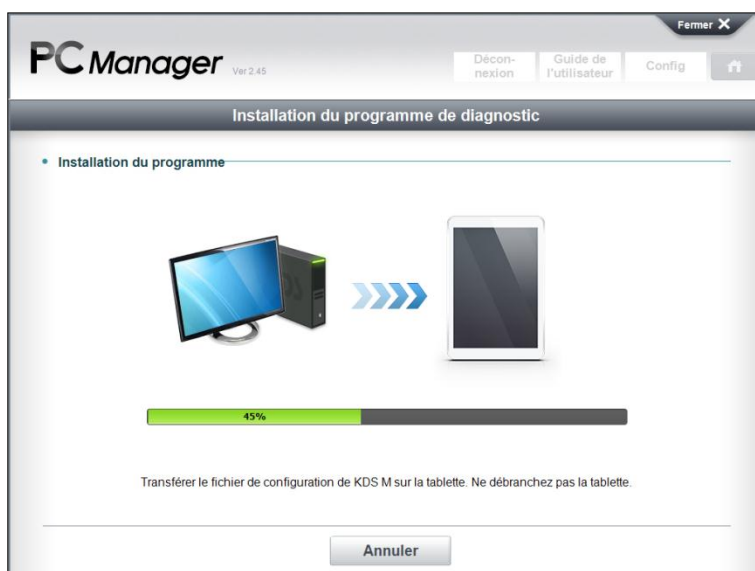 Fermer X
PC Manager Ver 2.45
Décon-
nexion
Guide de
l'utilisateur
Config
Installation du programme de diagnostic
• Installation du programme
45%
Transférer le fichier de configuration de KDS M sur la tablette. Ne débranchez pas la tablette.
Annuler